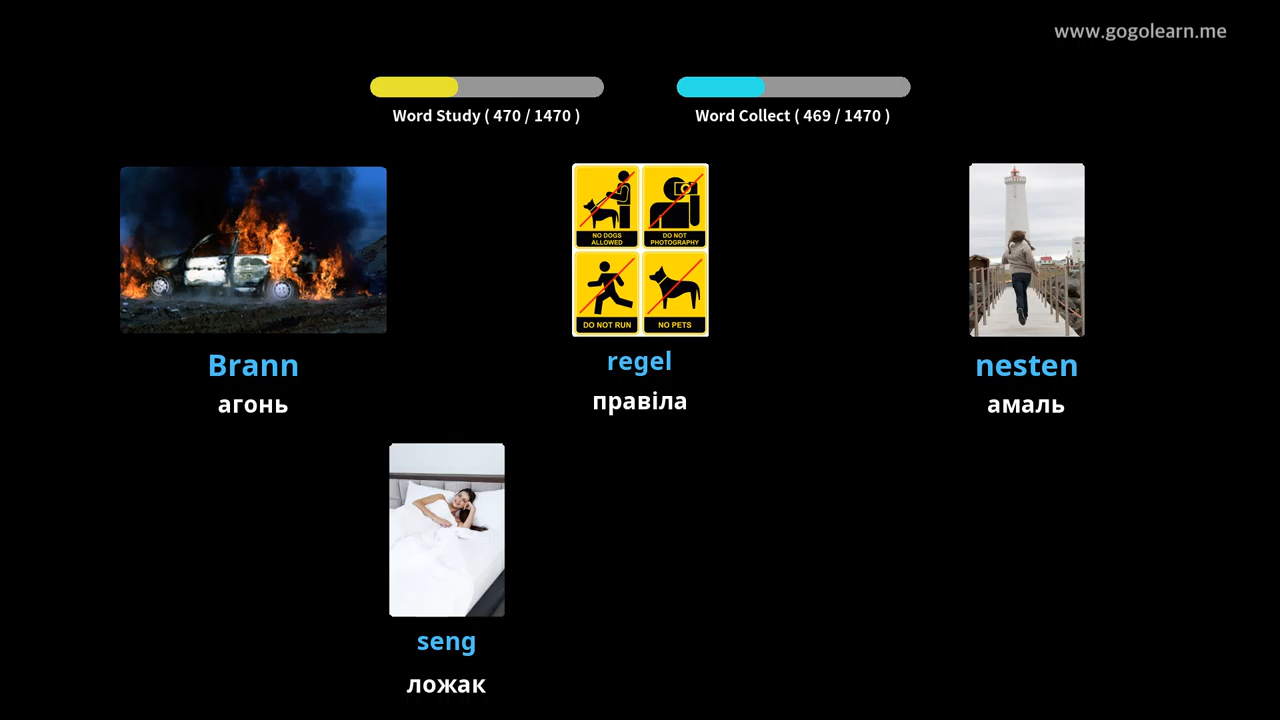 www.gogolearn.me
Word Study ( 470 / 1470 )
Word Collect ( 469 / 1470 )
NO DOGS
ALLOWED
DO NOT
PHOTOGRAPHY
DO NOT RUN
NO PETS
Brann
агонь
regel
правіла
nesten
амаль
seng
ложак